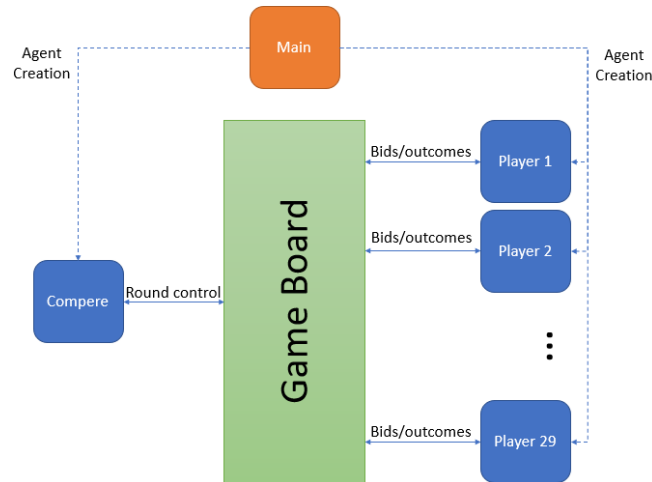 Main
Agent
Creation
Agent
Creation
Bids/outcomes
Player 1
Bids/outcomes
Player 2
Compere
Round control
Game Board
...
Bids/outcomes
Player 29